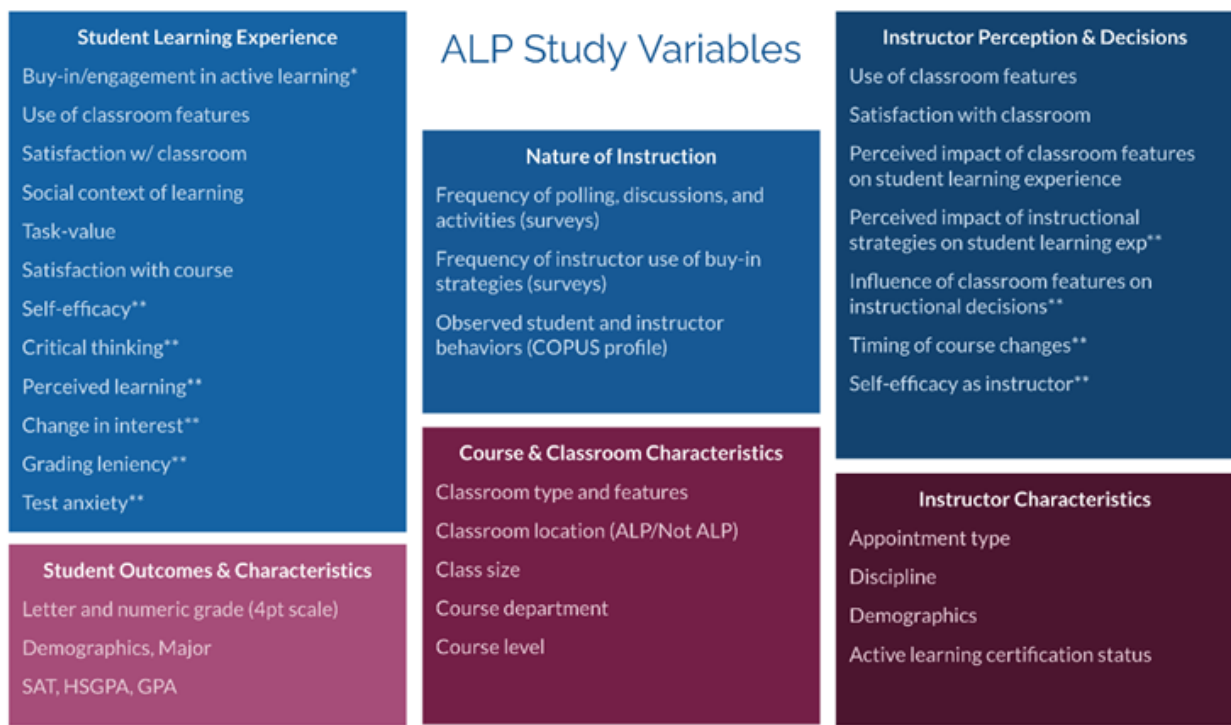 Student Learning Experience
Buy-in/engagement in active learning*
Use of classroom features
Satisfaction w/ classroom
Social context of learning
Task-value
Satisfaction with course
Self-efficacy**
Critical thinking**
Perceived learning**
Change in interest**
Grading leniency**
Test anxiety**
Student Outcomes & Characteristics
Letter and numeric grade (4pt scale)
Demographics, Major
SAT, HSGPA, GPA
ALP Study Variables
Nature of Instruction
Frequency of polling, discussions, and
activities (surveys)
Frequency of instructor use of buy-in
strategies (surveys)
Observed student and instructor
behaviors (COPUS profile)
Course & Classroom Characteristics
Classroom type and features
Classroom location (ALP/Not ALP)
Class size
Course department
Course level
Instructor Perception & Decisions
Use of classroom features
Satisfaction with classroom
Perceived impact of classroom features
on student learning experience
Perceived impact of instructional
strategies on student learning exp**
Influence of classroom features on
instructional decisions**
Timing of course changes**
Self-efficacy as instructor**
Instructor Characteristics
Appointment type
Discipline
Demographics
Active learning certification status